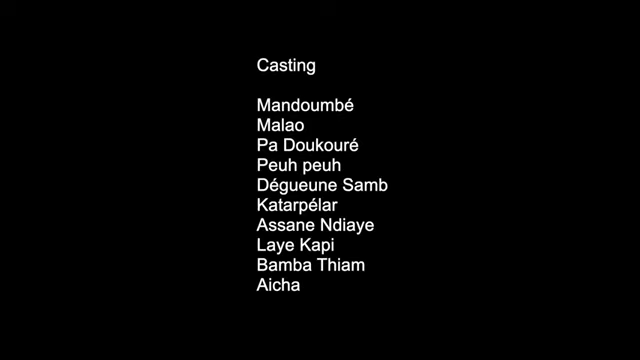 Casting
Mandoumbé
Malao
Pa Doukouré
Peuh peuh
Dégueune Samb
Katarpélar
Assane Ndiaye
Laye Kapi
Bamba Thiam
Aicha